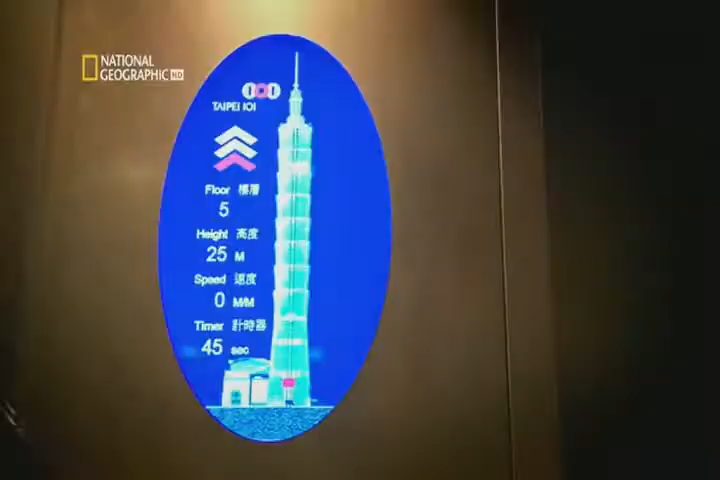 NATIONAL
GEOGRAPHIC HD
TAIPEI 101
Floor 樓層
5
Height 高度
25 M
Speed 速度
0 M/M
Timer 計時器
45 sec